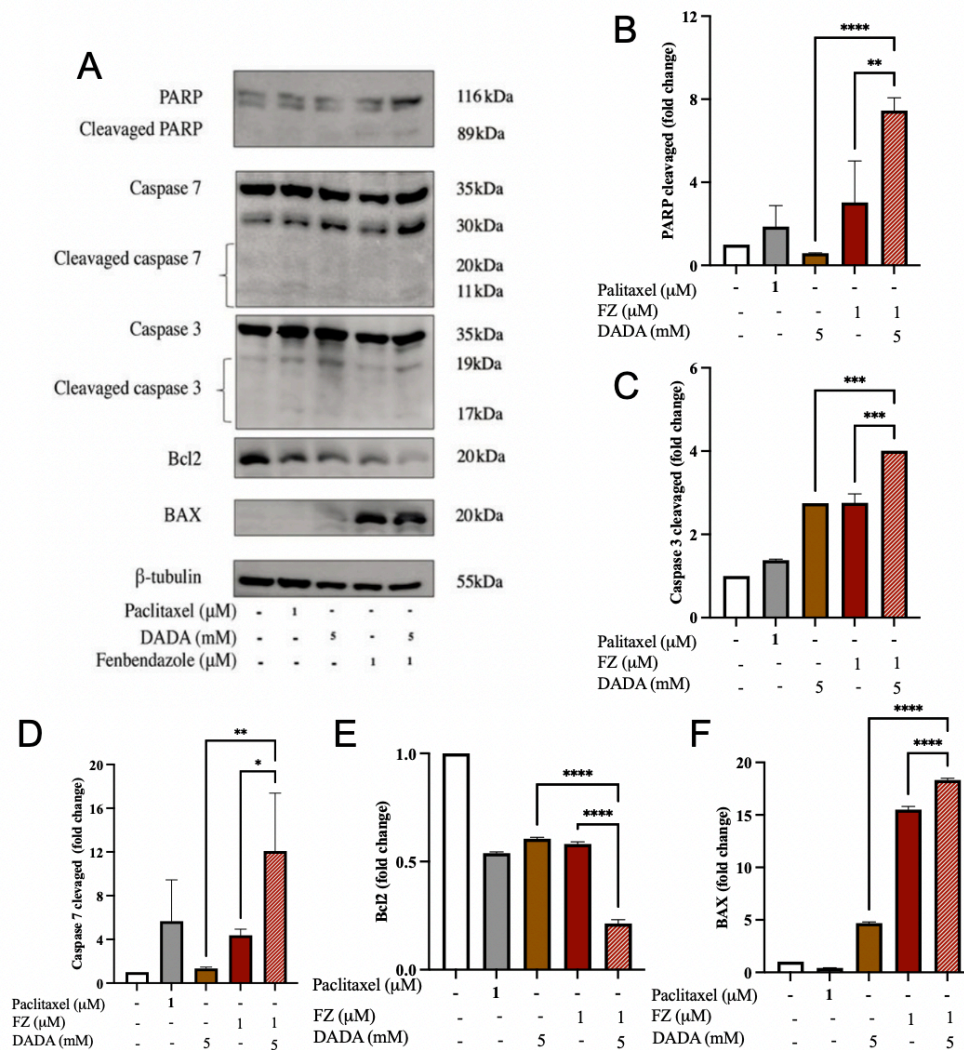 A
PARP
116kDa
Cleavaged PARP
89kDa
Caspase 7
35kDa
30kDa
Cleavaged caspase 7
20kDa
11kDa
Caspase 3
35kDa
19kDa
Cleavaged caspase 3
17kDa
Bcl2
20kDa
BAX
20kDa
β-tubulin
55kDa
Paclitaxel (μM) - 1 - - -
DADA (mM) - - 5 - 5
Fenbendazole (μM) - - - 1 1
B
PARP cleavaged (fold change)
12
8
4
0
****
**
Palitaxel (μM) - 1 - - -
FZ (μM) - - - 1 1
DADA (mM) - - 5 - 5
C
Caspase 3 cleavaged (fold change)
6
4
2
0
***
***
Palitaxel (μM) - 1 - - -
FZ (μM) - - - 1 1
DADA (mM) - - 5 - 5
D
Caspase 7 clevaged (fold change)
20
16
12
8
4
0
**
*
Paclitaxel (μM) - 1 - - -
FZ (μM) - - - 1 1
DADA (mM) - - 5 - 5
E
Bcl2 (fold change)
1.0
0.5
0.0
****
****
Paclitaxel (μM) - 1 - - -
FZ (μM) - - - 1 1
DADA (mM) - - 5 - 5
F
BAX (fold change)
20
15
10
5
0
****
****
Paclitaxel (μM) - 1 - - -
FZ (μM) - - - 1 1
DADA (mM) - - 5 - 5